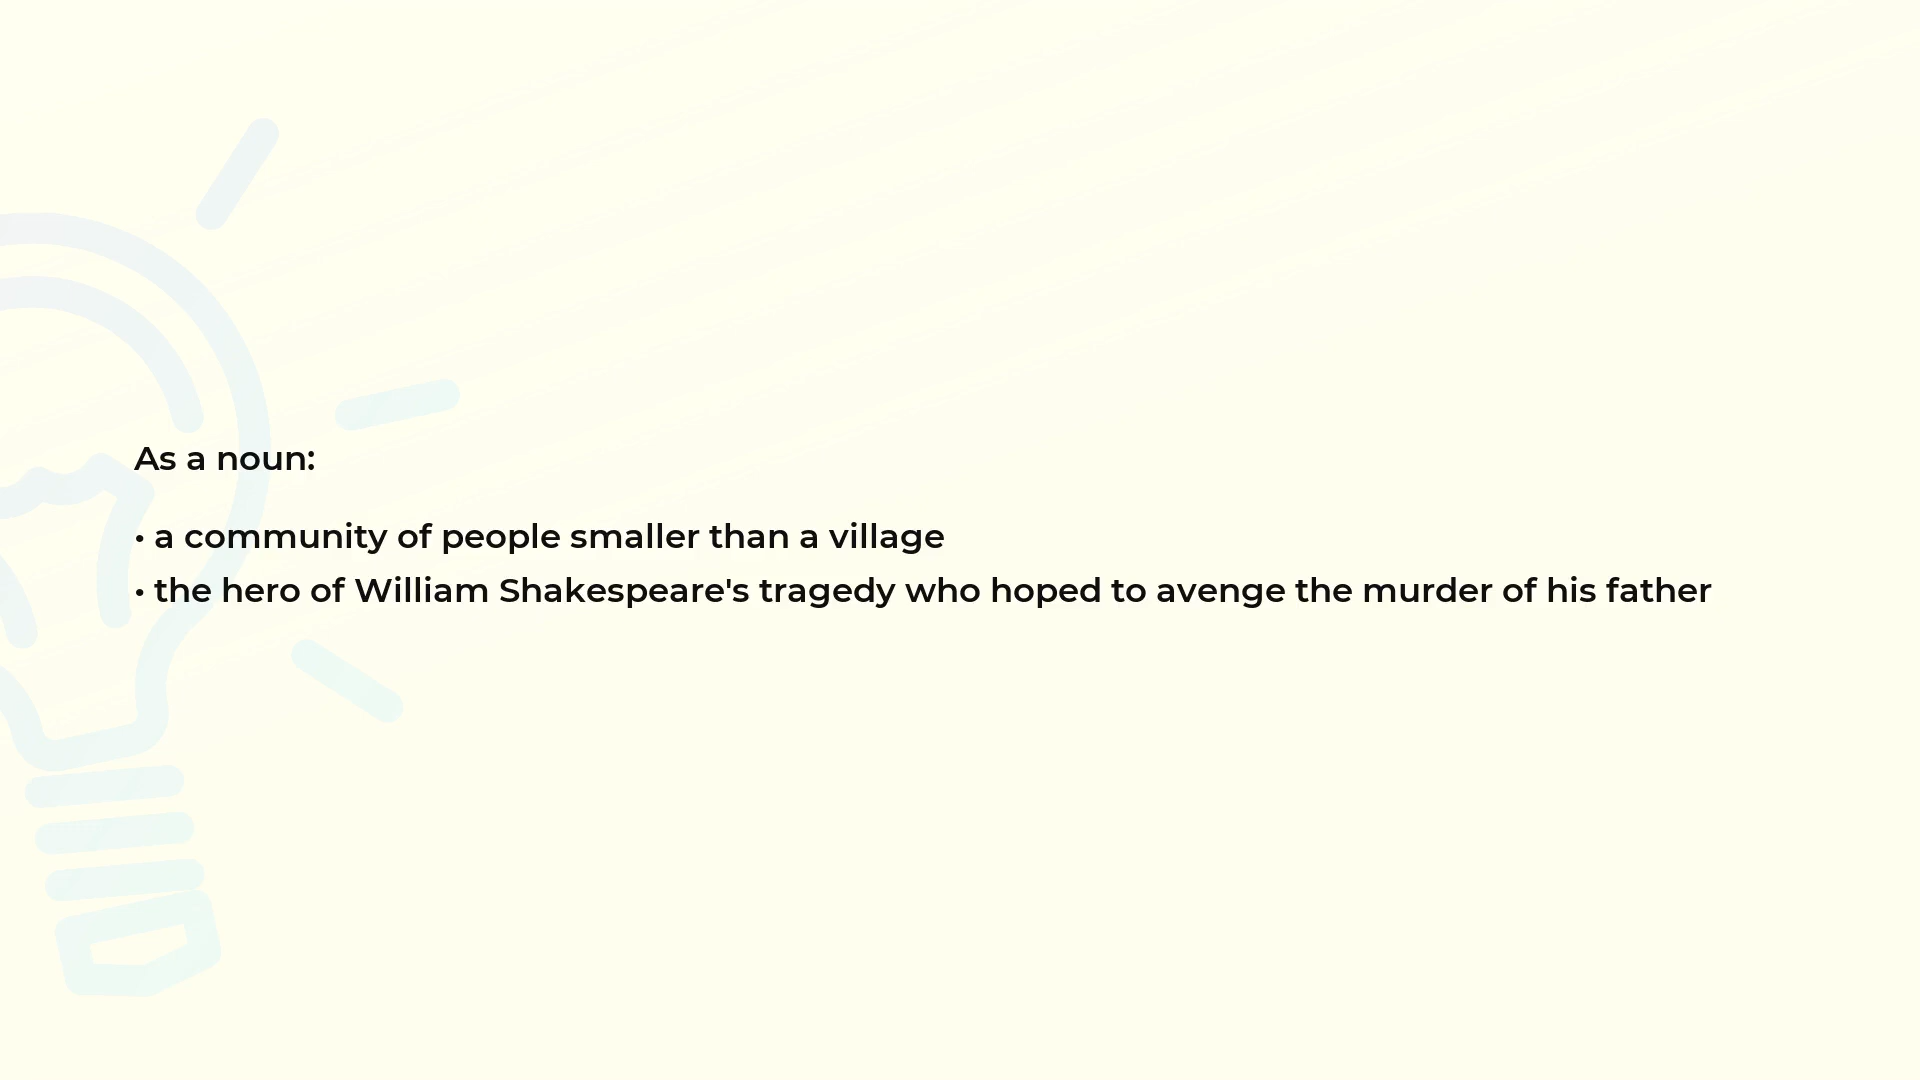 As a noun:
• a community of people smaller than a village
• the hero of William Shakespeare's tragedy who hoped to avenge the murder of his father